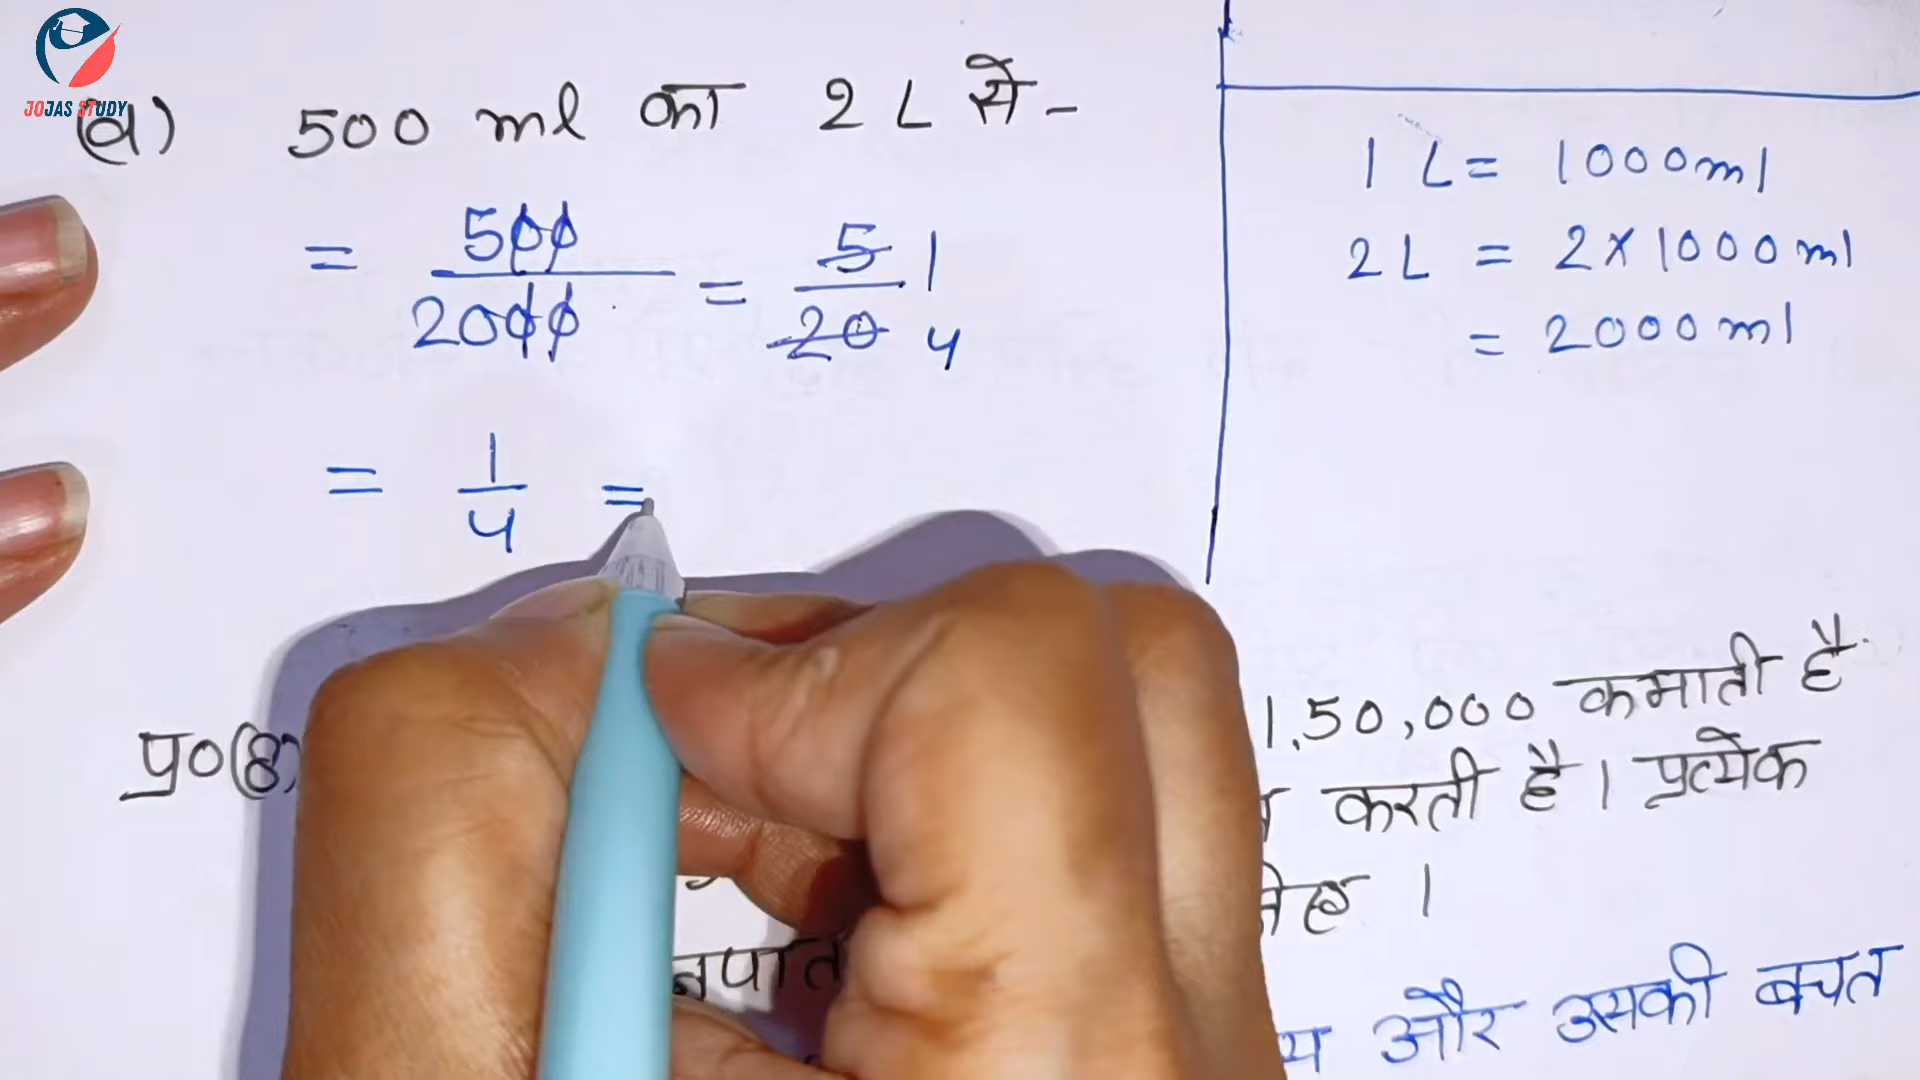 JOJAS STUDY
(व) 500 ml का 2 L से -
= 500/2000 = 5/20 1/4
= 1/4 =
1 L = 1000 ml
2 L = 2 × 1000 ml
= 2000 ml
प्र०(8)
1,50,000 कमाती है
करती है। प्रत्येक
।
और उसकी बचत